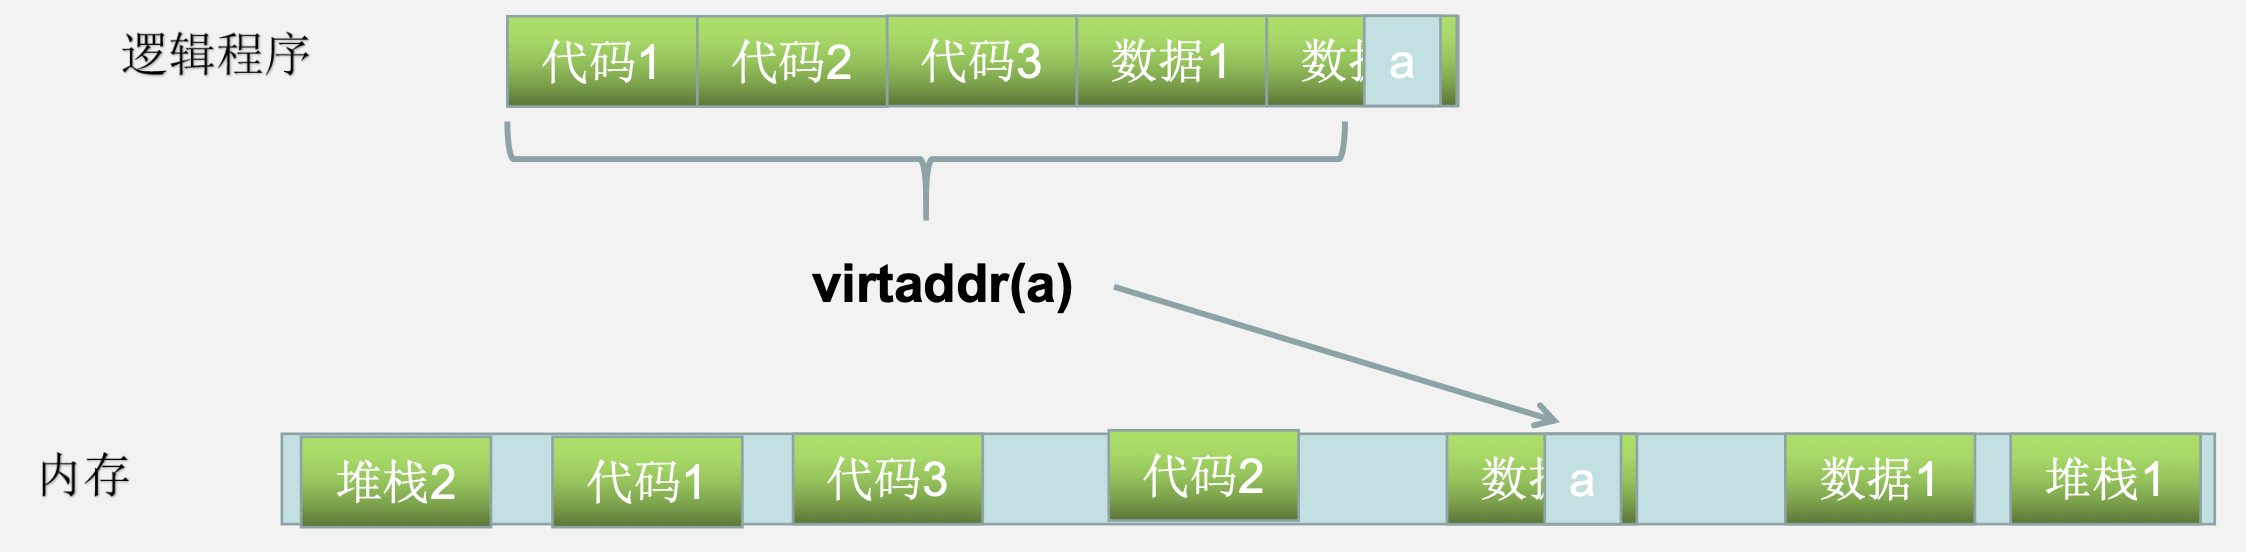 逻辑程序 代码1 代码2 代码3 数据1 数 a
virtaddr(a)
内存 堆栈2 代码1 代码3 代码2 数 a 数据1 堆栈1